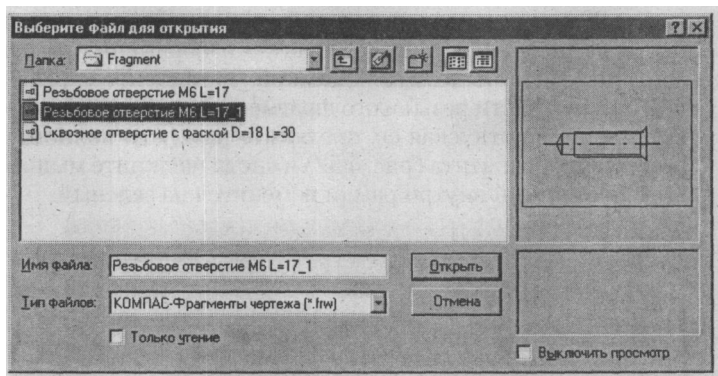 Выберите файл для открытия
Папка: Fragment
Резьбовое отверстие М6 L=17
Резьбовое отверстие М6 L=17_1
Сквозное отверстие с фаской D=18 L=30
Имя файла: Резьбовое отверстие М6 L=17_1 Открыть
Тип файлов: КОМПАС-Фрагменты чертежа (*.frw) Отмена
Только чтение
Выключить просмотр